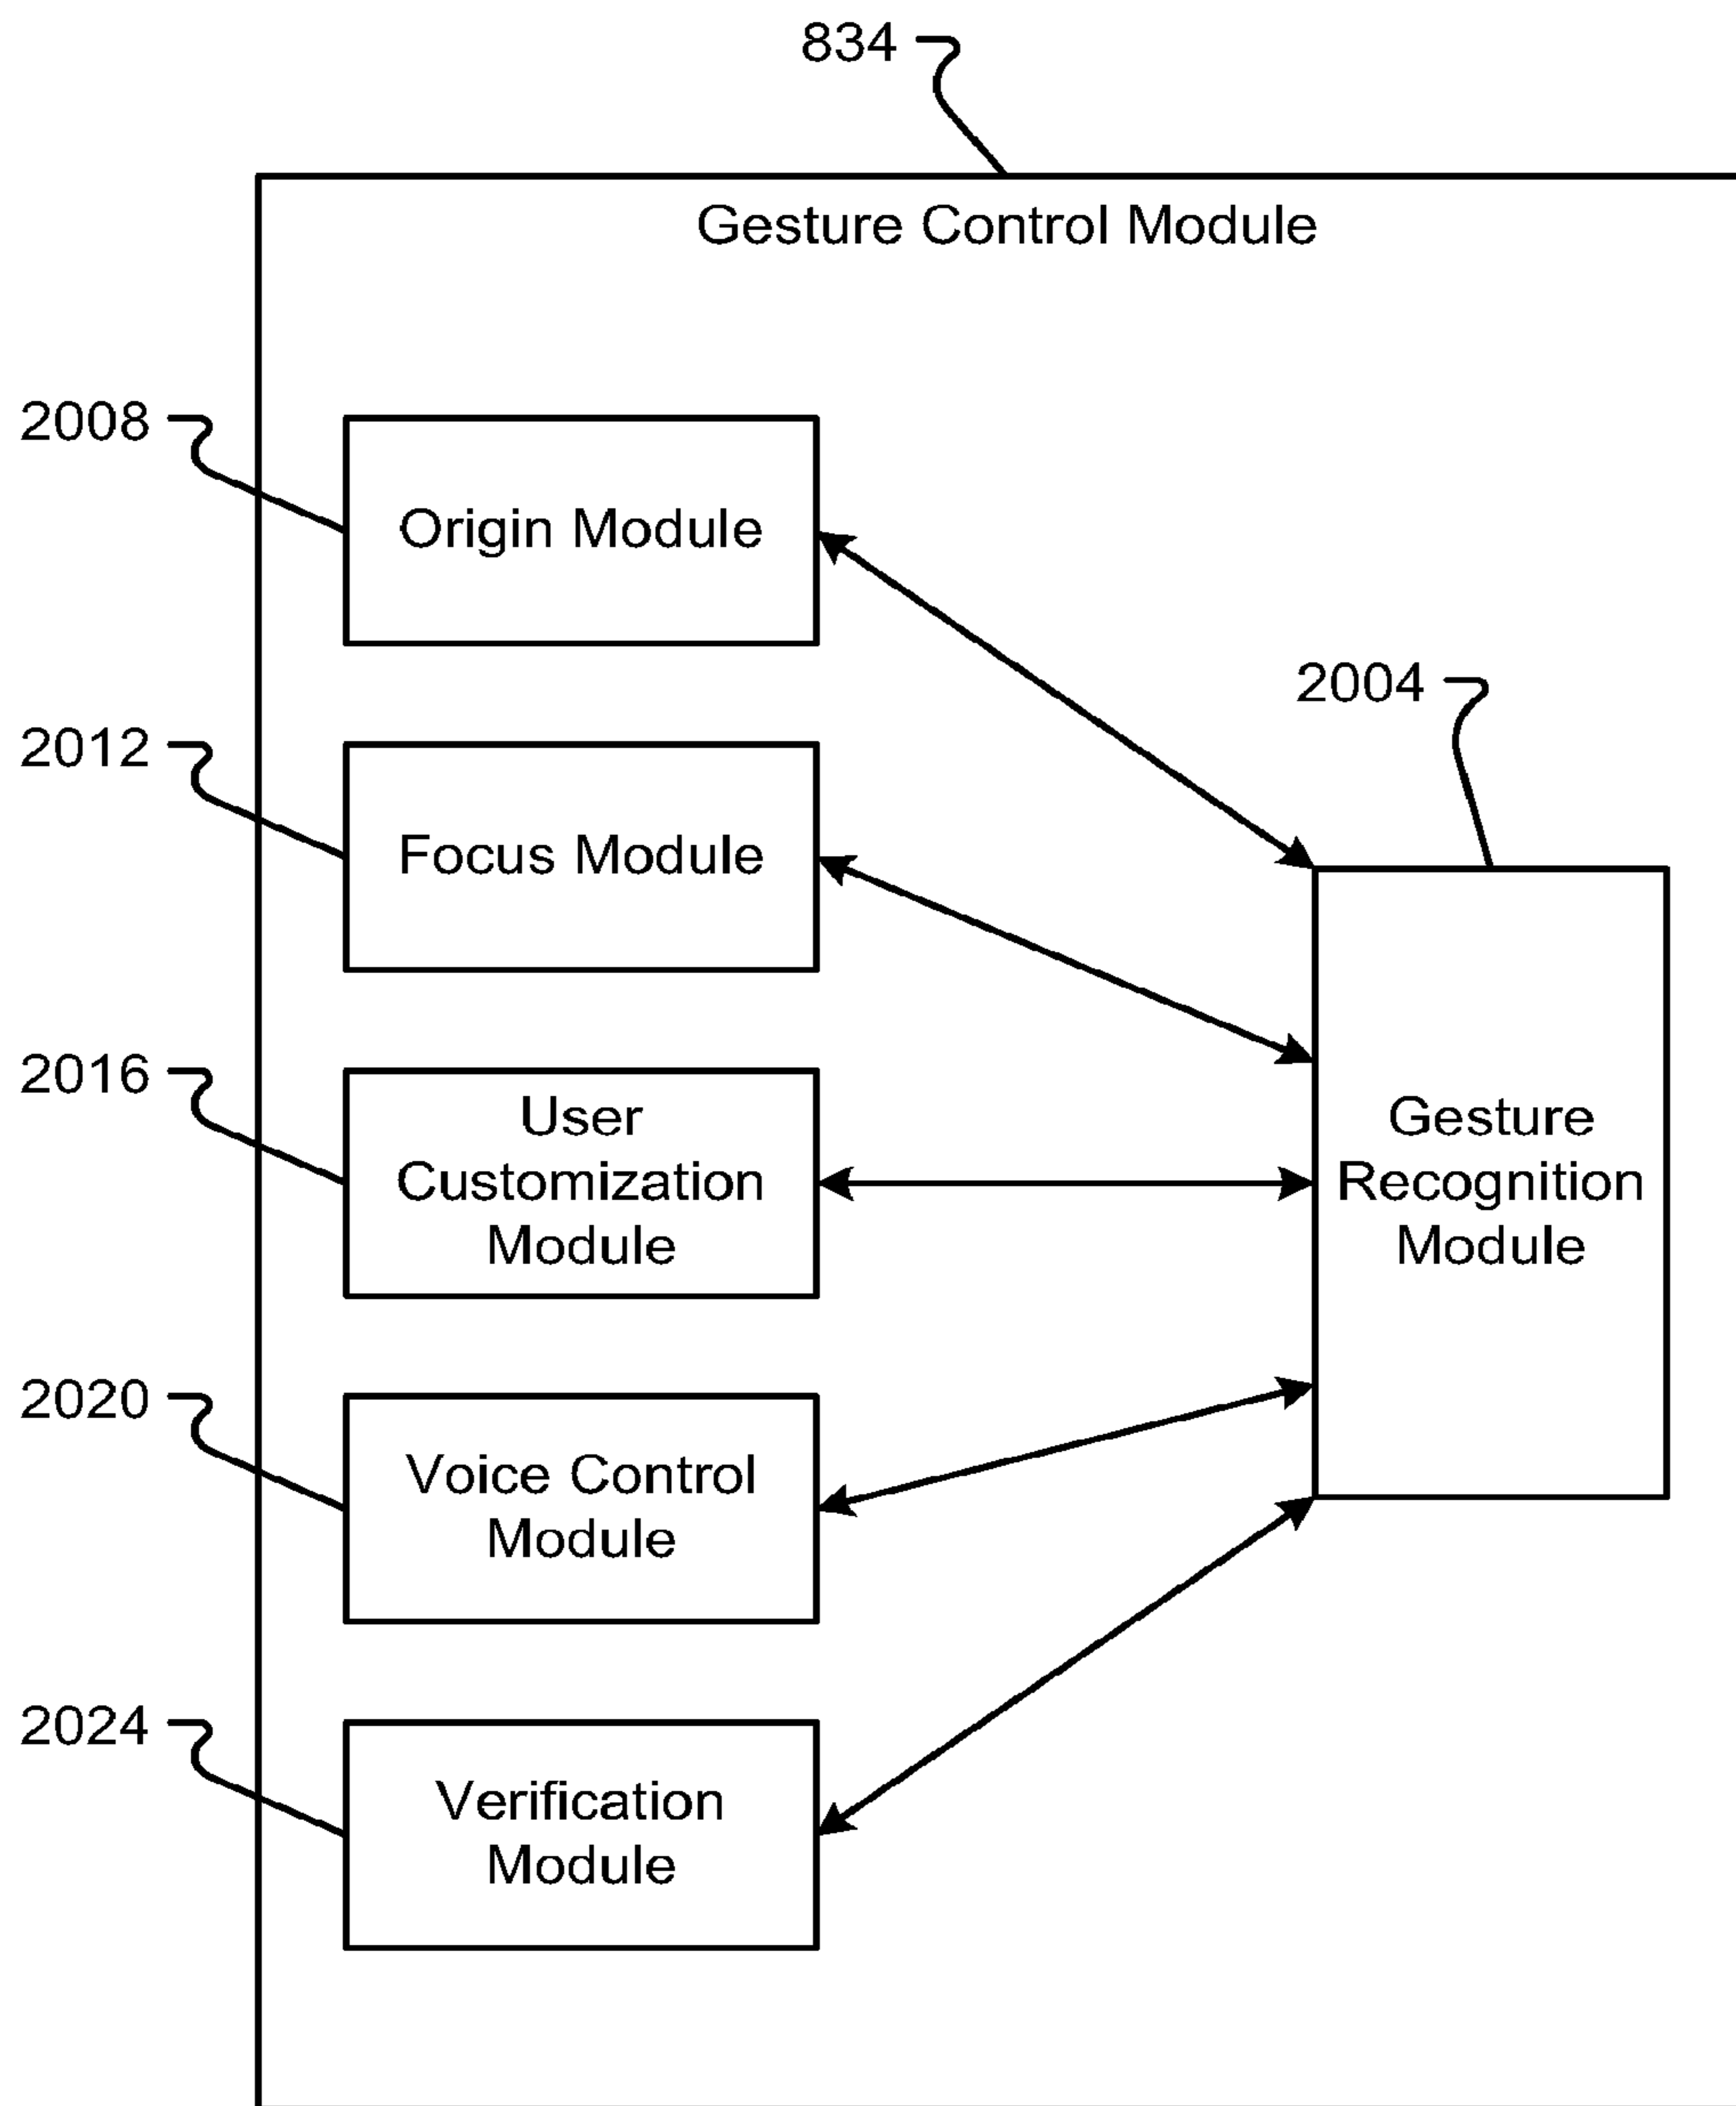 834
Gesture Control Module
2008
Origin Module
2004
2012
Focus Module
2016
User
Customization
Module
Gesture
Recognition
Module
2020
Voice Control
Module
2024
Verification
Module